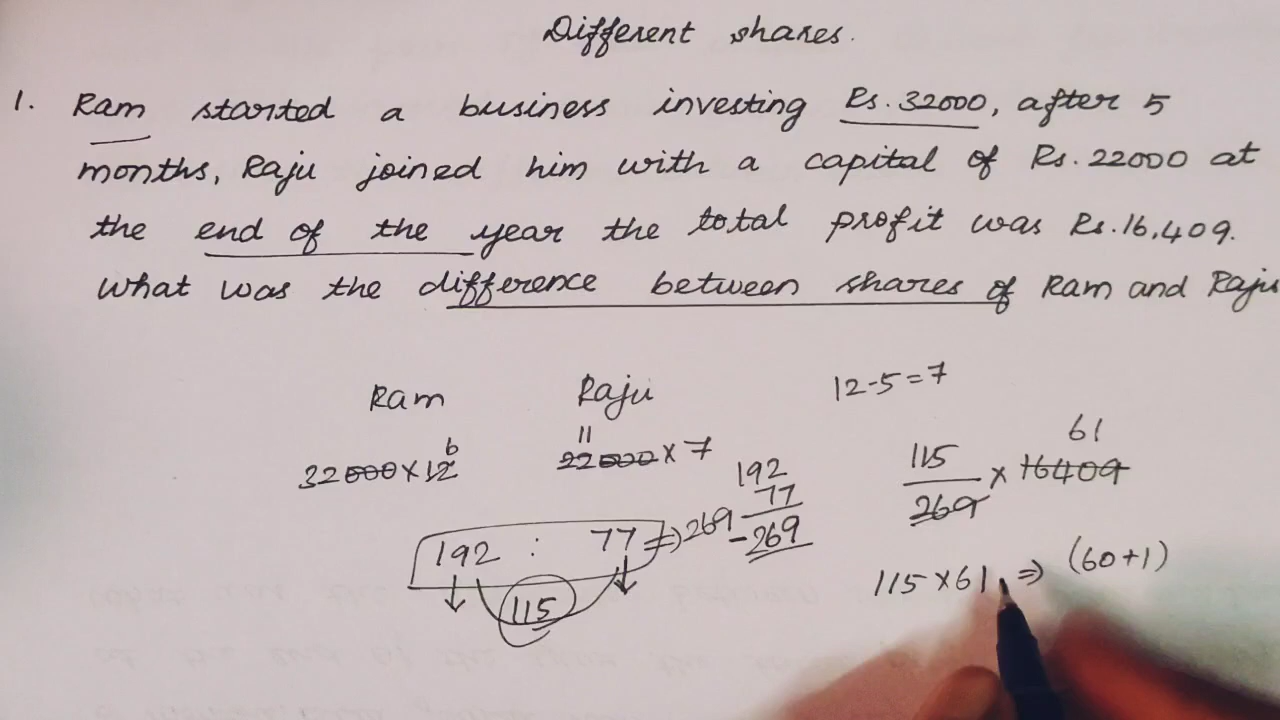 Different shares.
1. Ram started a business investing Rs.32000, after 5
months, Raju joined him with a capital of Rs.22000 at
the end of the year the total profit was Rs.16,409.
What was the difference between shares of Ram and Raju
Ram Raju 12-5=7
6 11 61
32000×12 22000×7 115/269 × 16409
192
77
269
192 : 77 ⇒ 269
115
115×61 ⇒ (60+1)